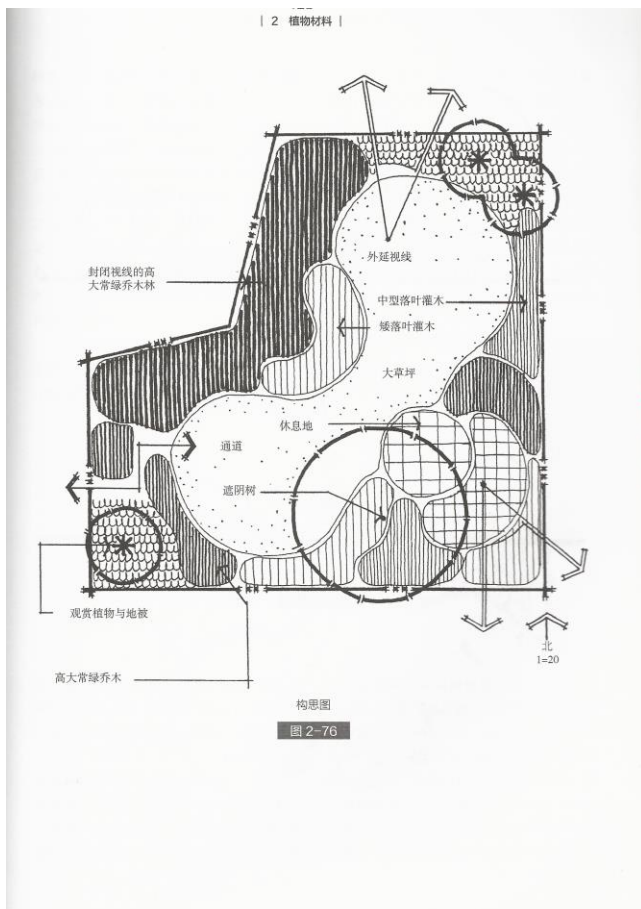 | 2 植物材料 |
外延视线
封闭视线的高
大常绿乔木林
中型落叶灌木
矮落叶灌木
大草坪
休息地
通道
遮阴树
观赏植物与地被
北
1=20
高大常绿乔木
构思图
图 2-76